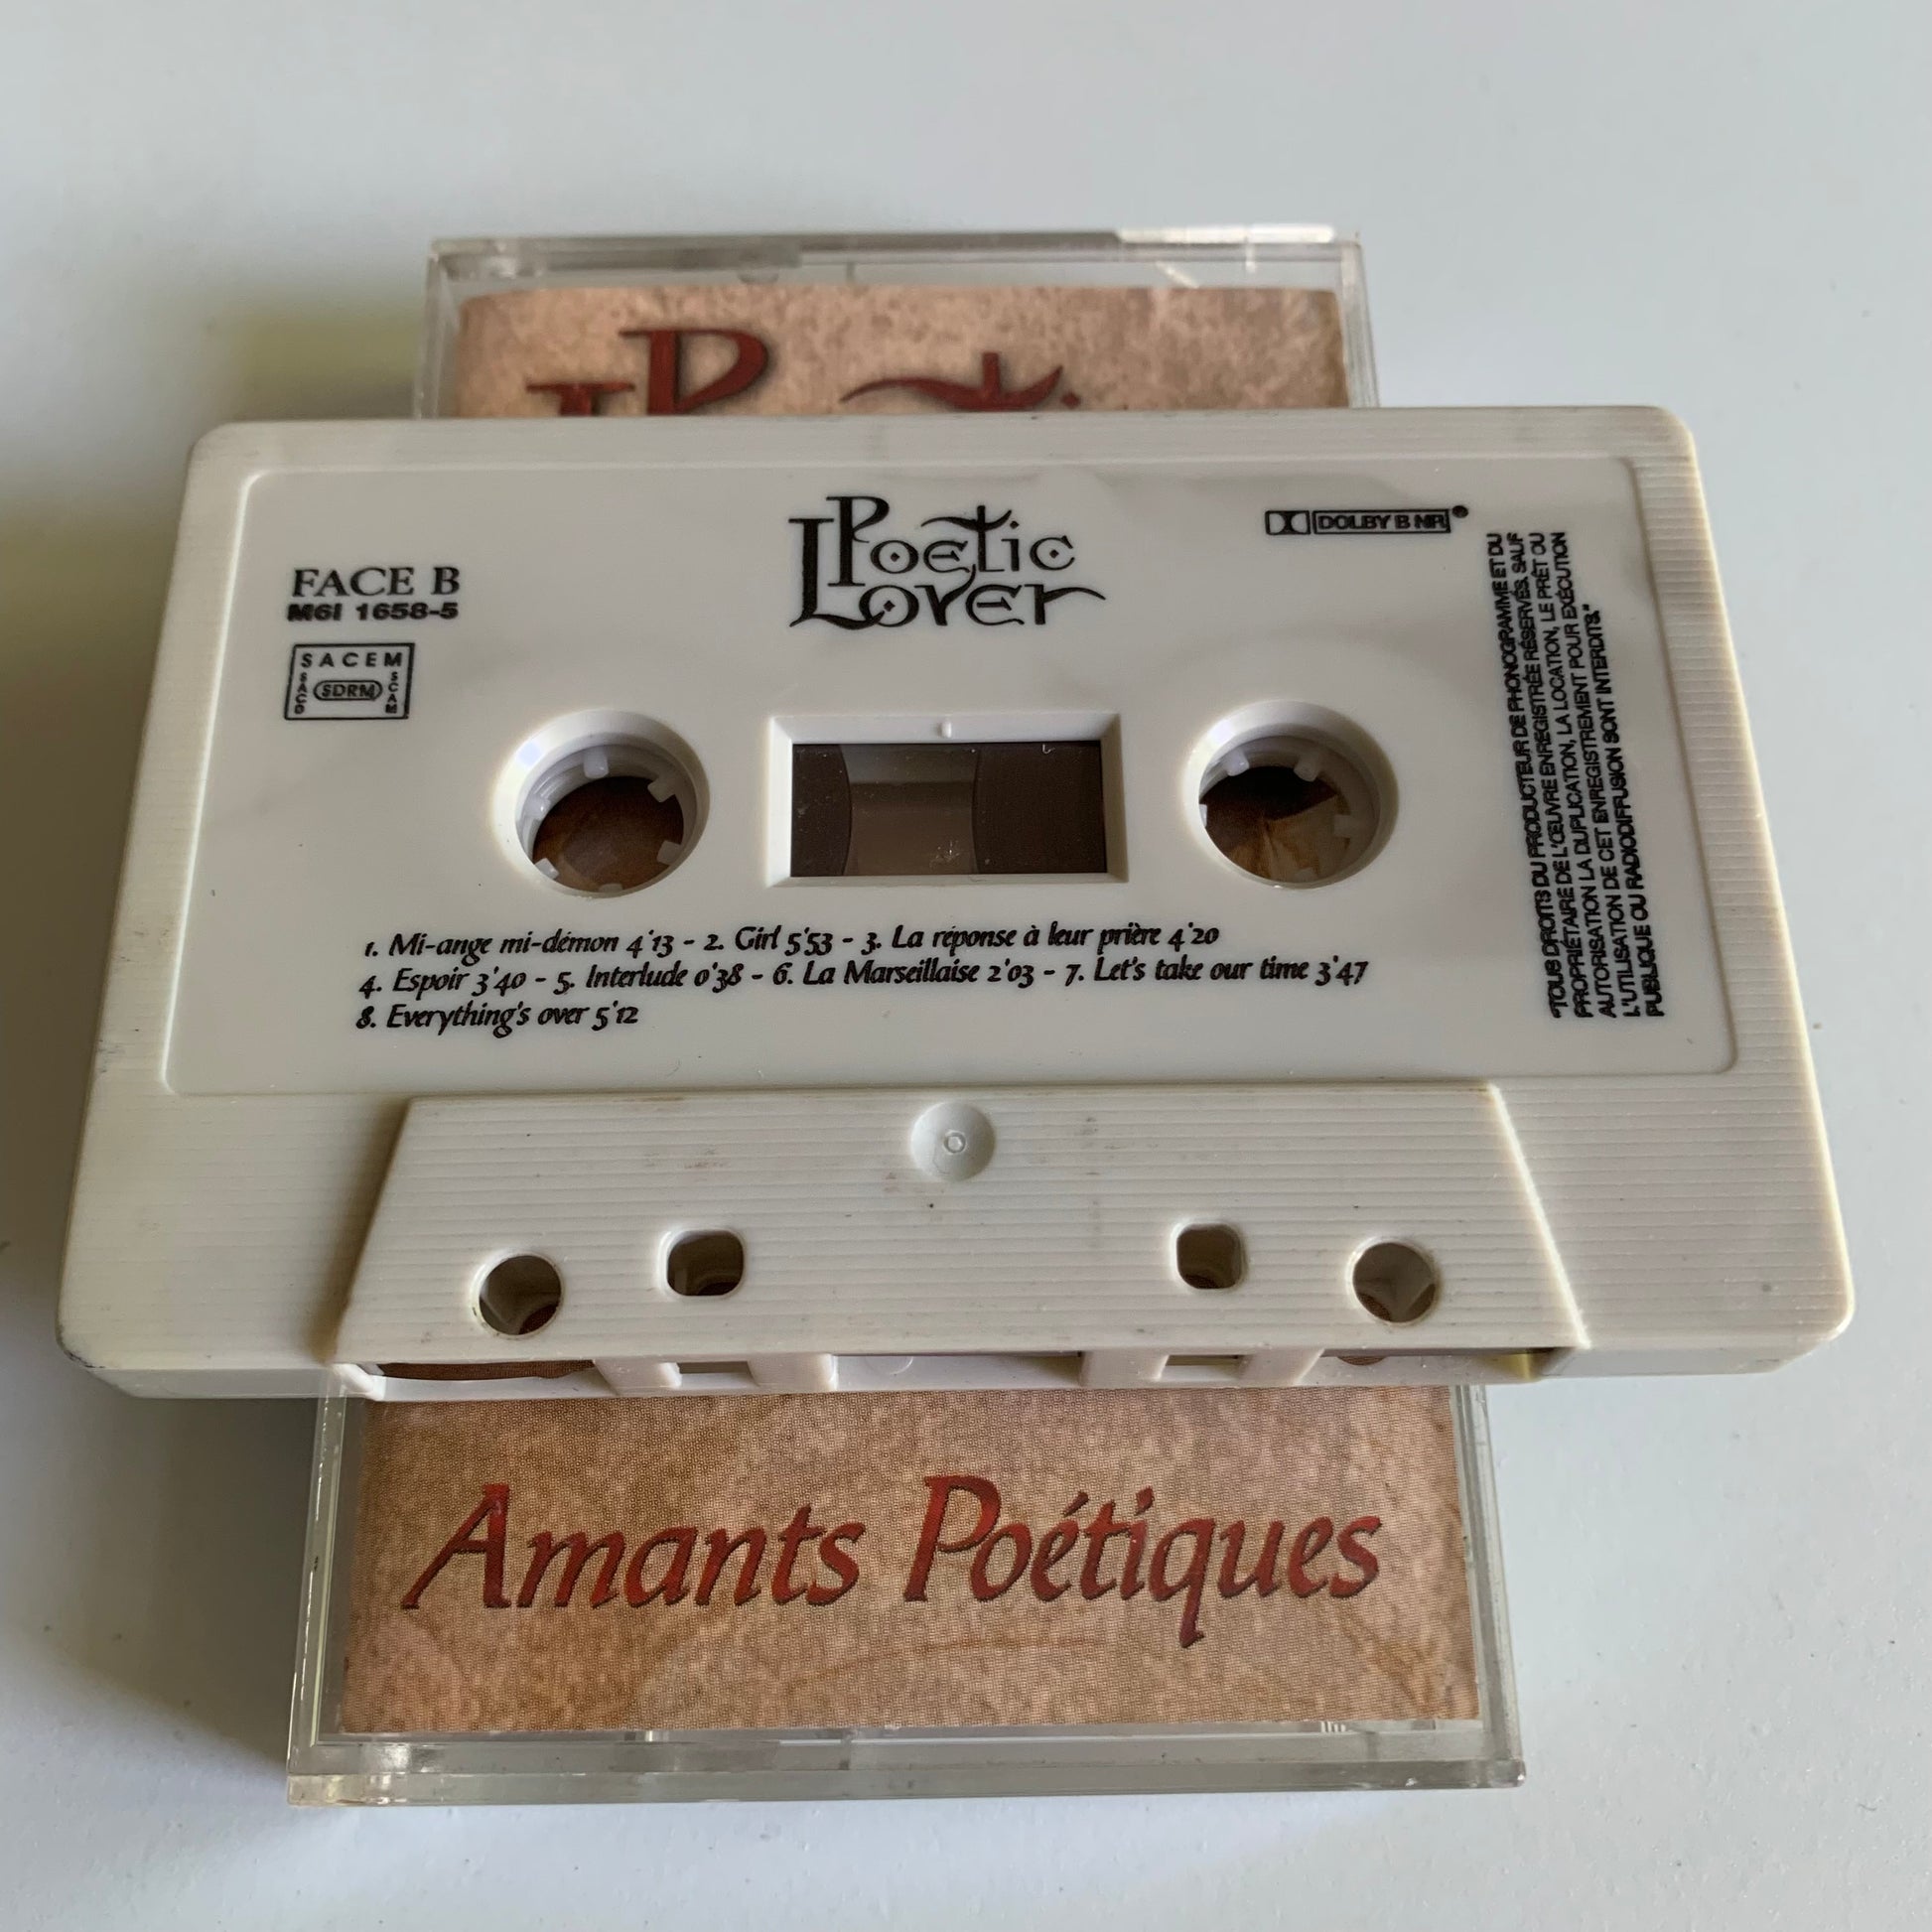 Poetic
Lover
DOLBY B NR
FACE B
M6I 1658-5
SACEM
SACD
SDRM
SCAM
1. Mi-ange mi-démon 4'13 - 2. Girl 5'53 - 3. La réponse à leur prière 4'20
4. Espoir 3'40 - 5. Interlude 0'38 - 6. La Marseillaise 2'03 - 7. Let's take our time 3'47
8. Everything's over 5'12
"TOUS DROITS DU PRODUCTEUR DE PHONOGRAMME ET DU
PROPRIÉTAIRE DE L'ŒUVRE ENREGISTRÉE RÉSERVÉS. SAUF
AUTORISATION LA DUPLICATION, LA LOCATION, LE PRÊT OU
L'UTILISATION DE CET ENREGISTREMENT POUR EXÉCUTION
PUBLIQUE OU RADIODIFFUSION SONT INTERDITS."
Amants Poétiques